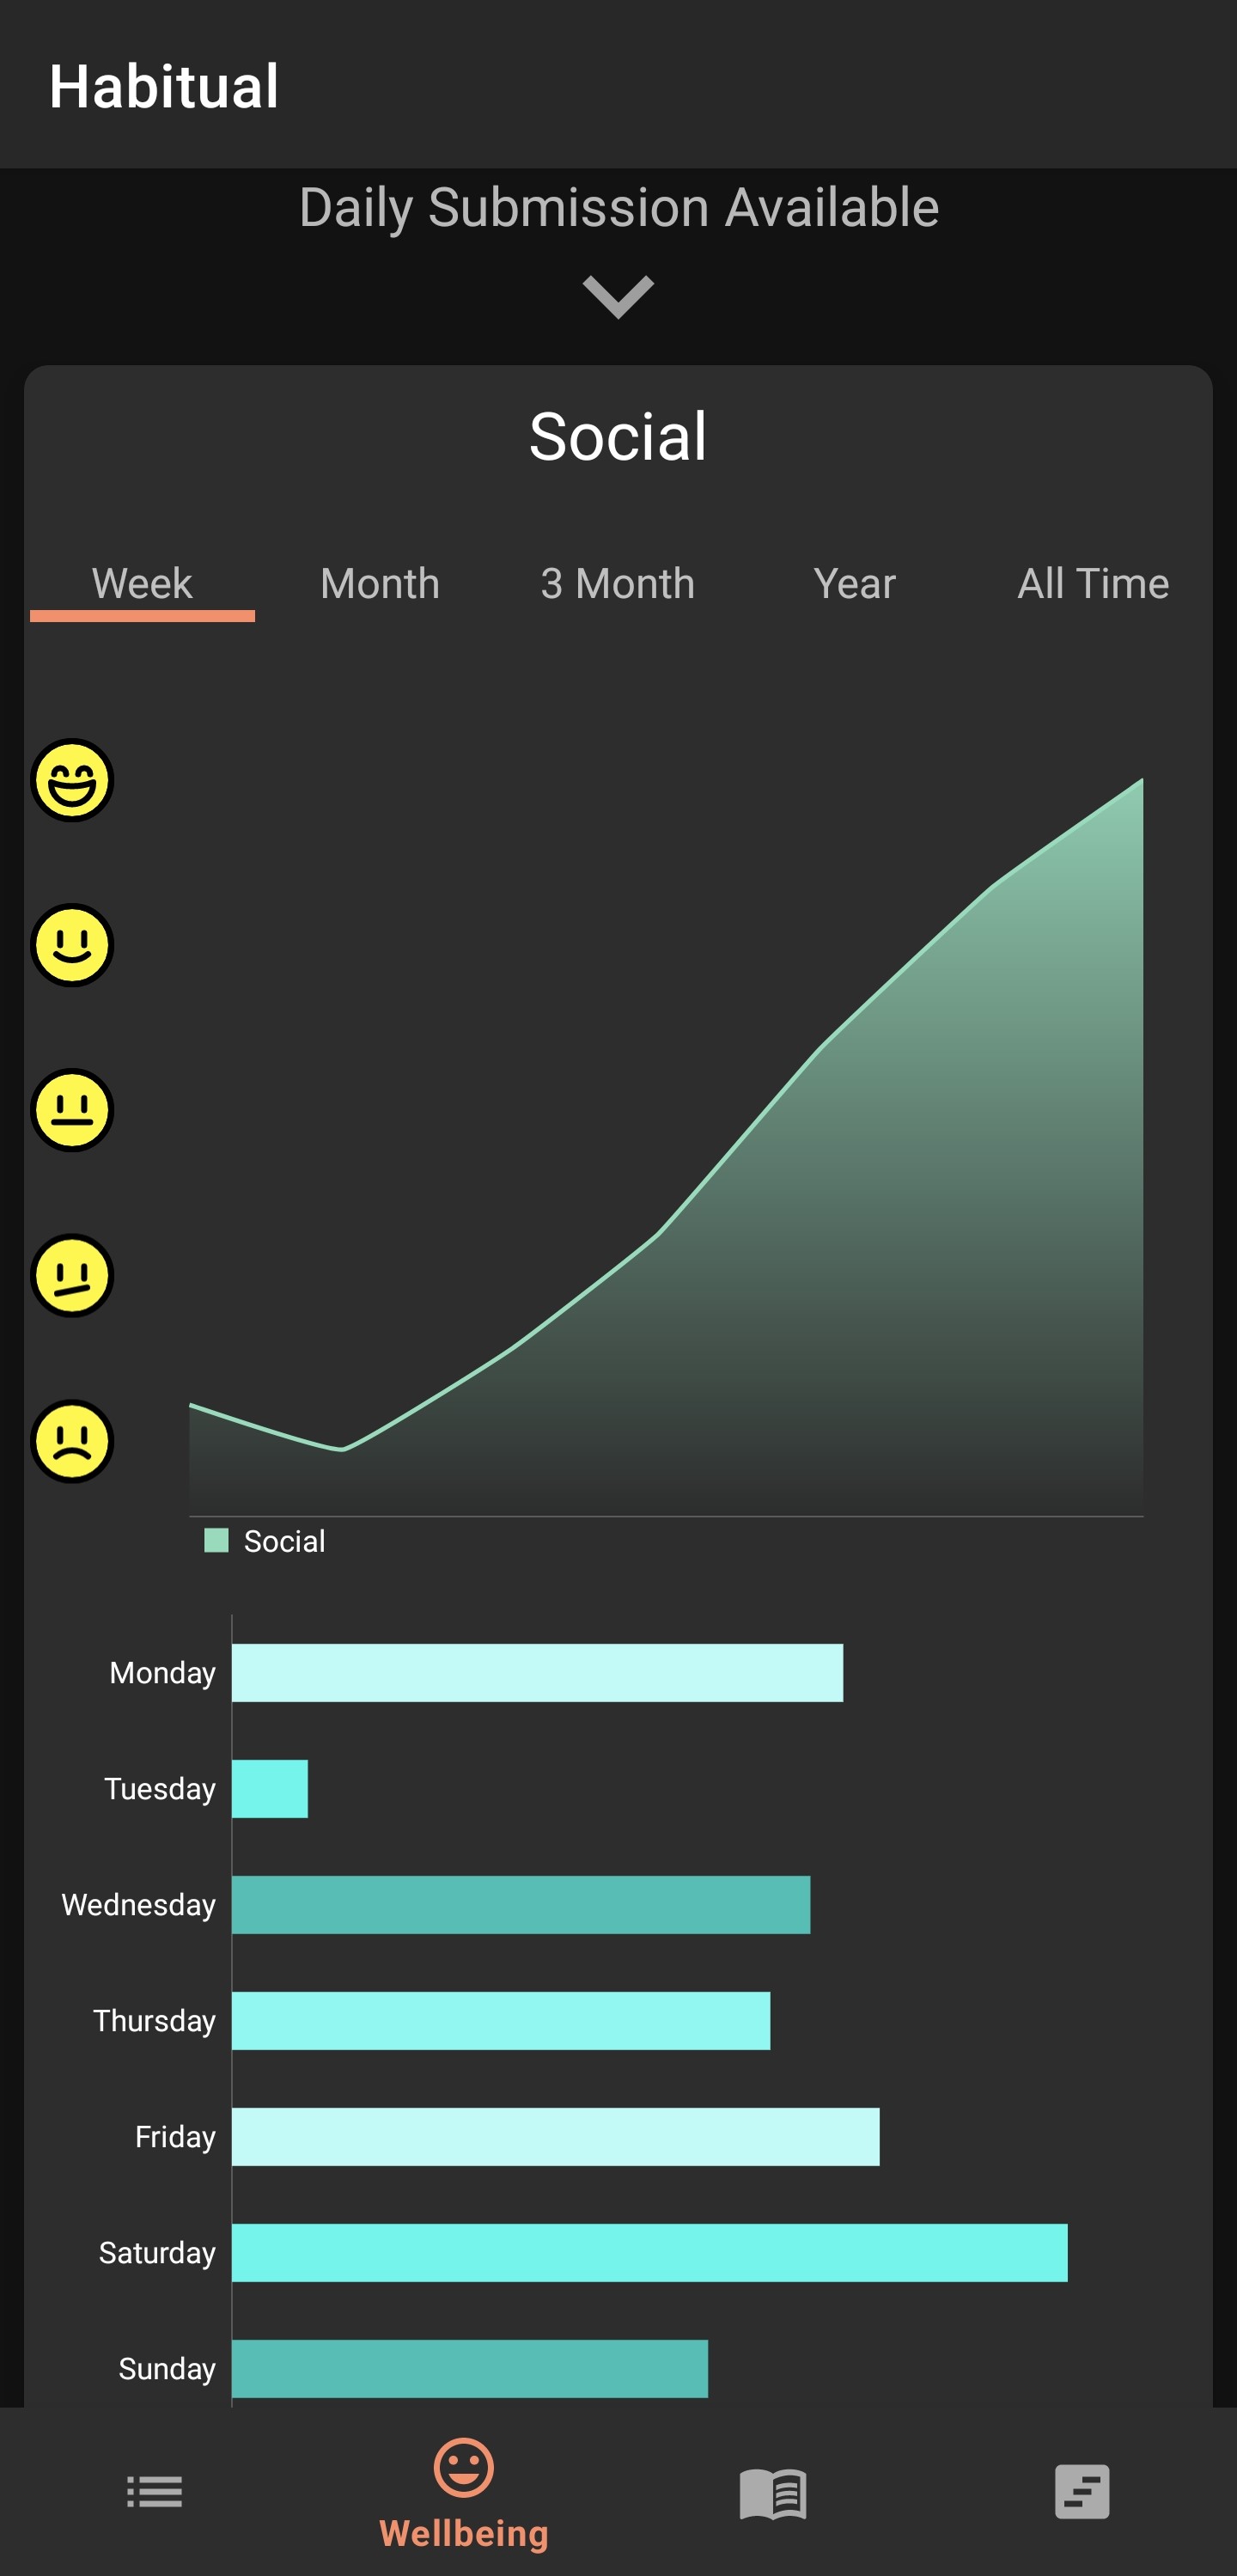 Habitual
Daily Submission Available
Social
Week Month 3 Month Year All Time
Social
Monday
Tuesday
Wednesday
Thursday
Friday
Saturday
Sunday
Wellbeing